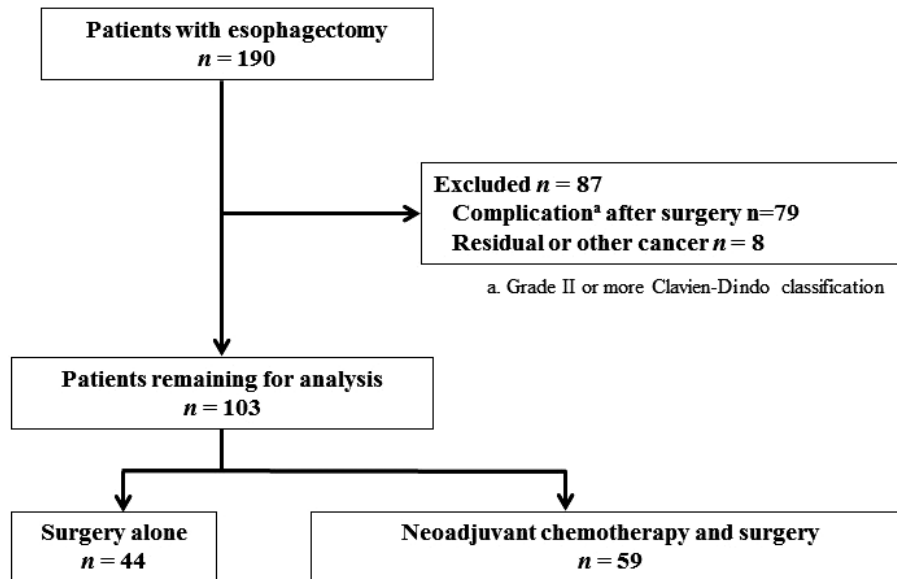 Patients with esophagectomy
n = 190
Excluded n = 87
Complicationᵃ after surgery n=79
Residual or other cancer n = 8
a. Grade II or more Clavien-Dindo classification
Patients remaining for analysis
n = 103
Surgery alone
n = 44
Neoadjuvant chemotherapy and surgery
n = 59